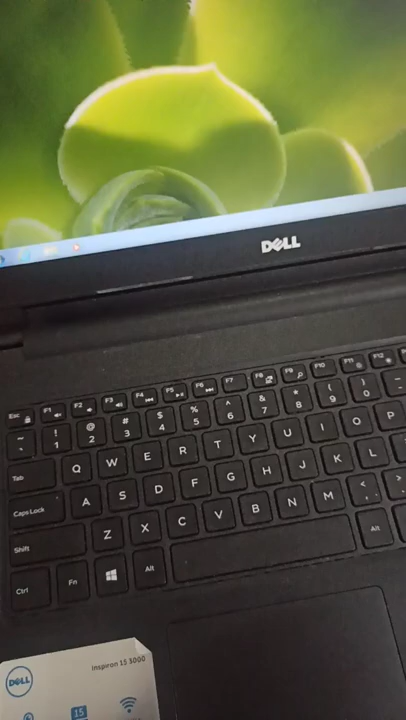 DELL
Esc F1 F2 F3 F4 F5 F6 F7 F8 F9 F10 F11 F12
~ ! @ # $ % ^ & * ( ) _
` 1 2 3 4 5 6 7 8 9 0 -
Tab Q W E R T Y U I O P
Caps Lock A S D F G H J K L
Shift Z X C V B N M < >
, .
Ctrl Fn Alt Alt
Inspiron 15 3000
DELL
15